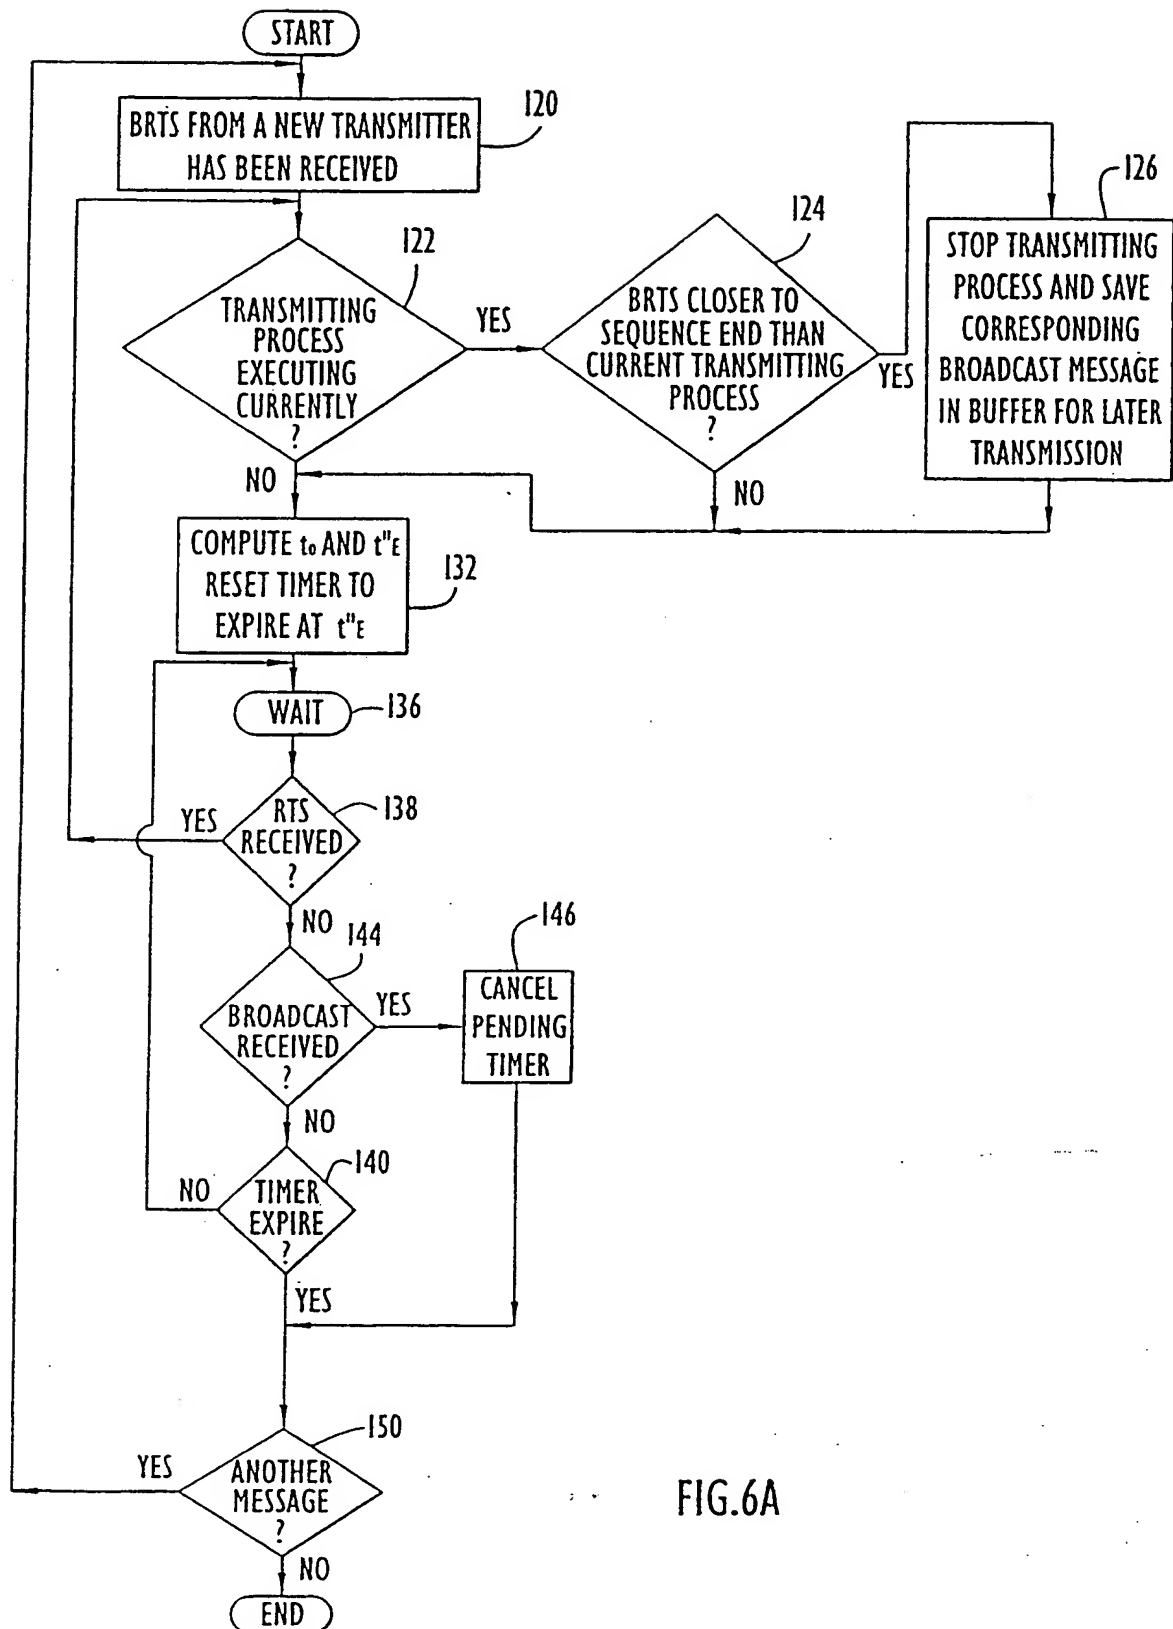 START
BRTS FROM A NEW TRANSMITTER
HAS BEEN RECEIVED
120
TRANSMITTING
PROCESS
EXECUTING
CURRENTLY
?
122
YES
NO
BRTS CLOSER TO
SEQUENCE END THAN
CURRENT TRANSMITTING
PROCESS
?
124
YES
NO
STOP TRANSMITTING
PROCESS AND SAVE
CORRESPONDING
BROADCAST MESSAGE
IN BUFFER FOR LATER
TRANSMISSION
126
COMPUTE t₀ AND t"E
RESET TIMER TO
EXPIRE AT t"E
132
WAIT
136
RTS
RECEIVED
?
138
YES
NO
BROADCAST
RECEIVED
?
144
YES
NO
CANCEL
PENDING
TIMER
146
TIMER
EXPIRE
?
140
NO
YES
ANOTHER
MESSAGE
?
150
YES
NO
END
FIG.6A